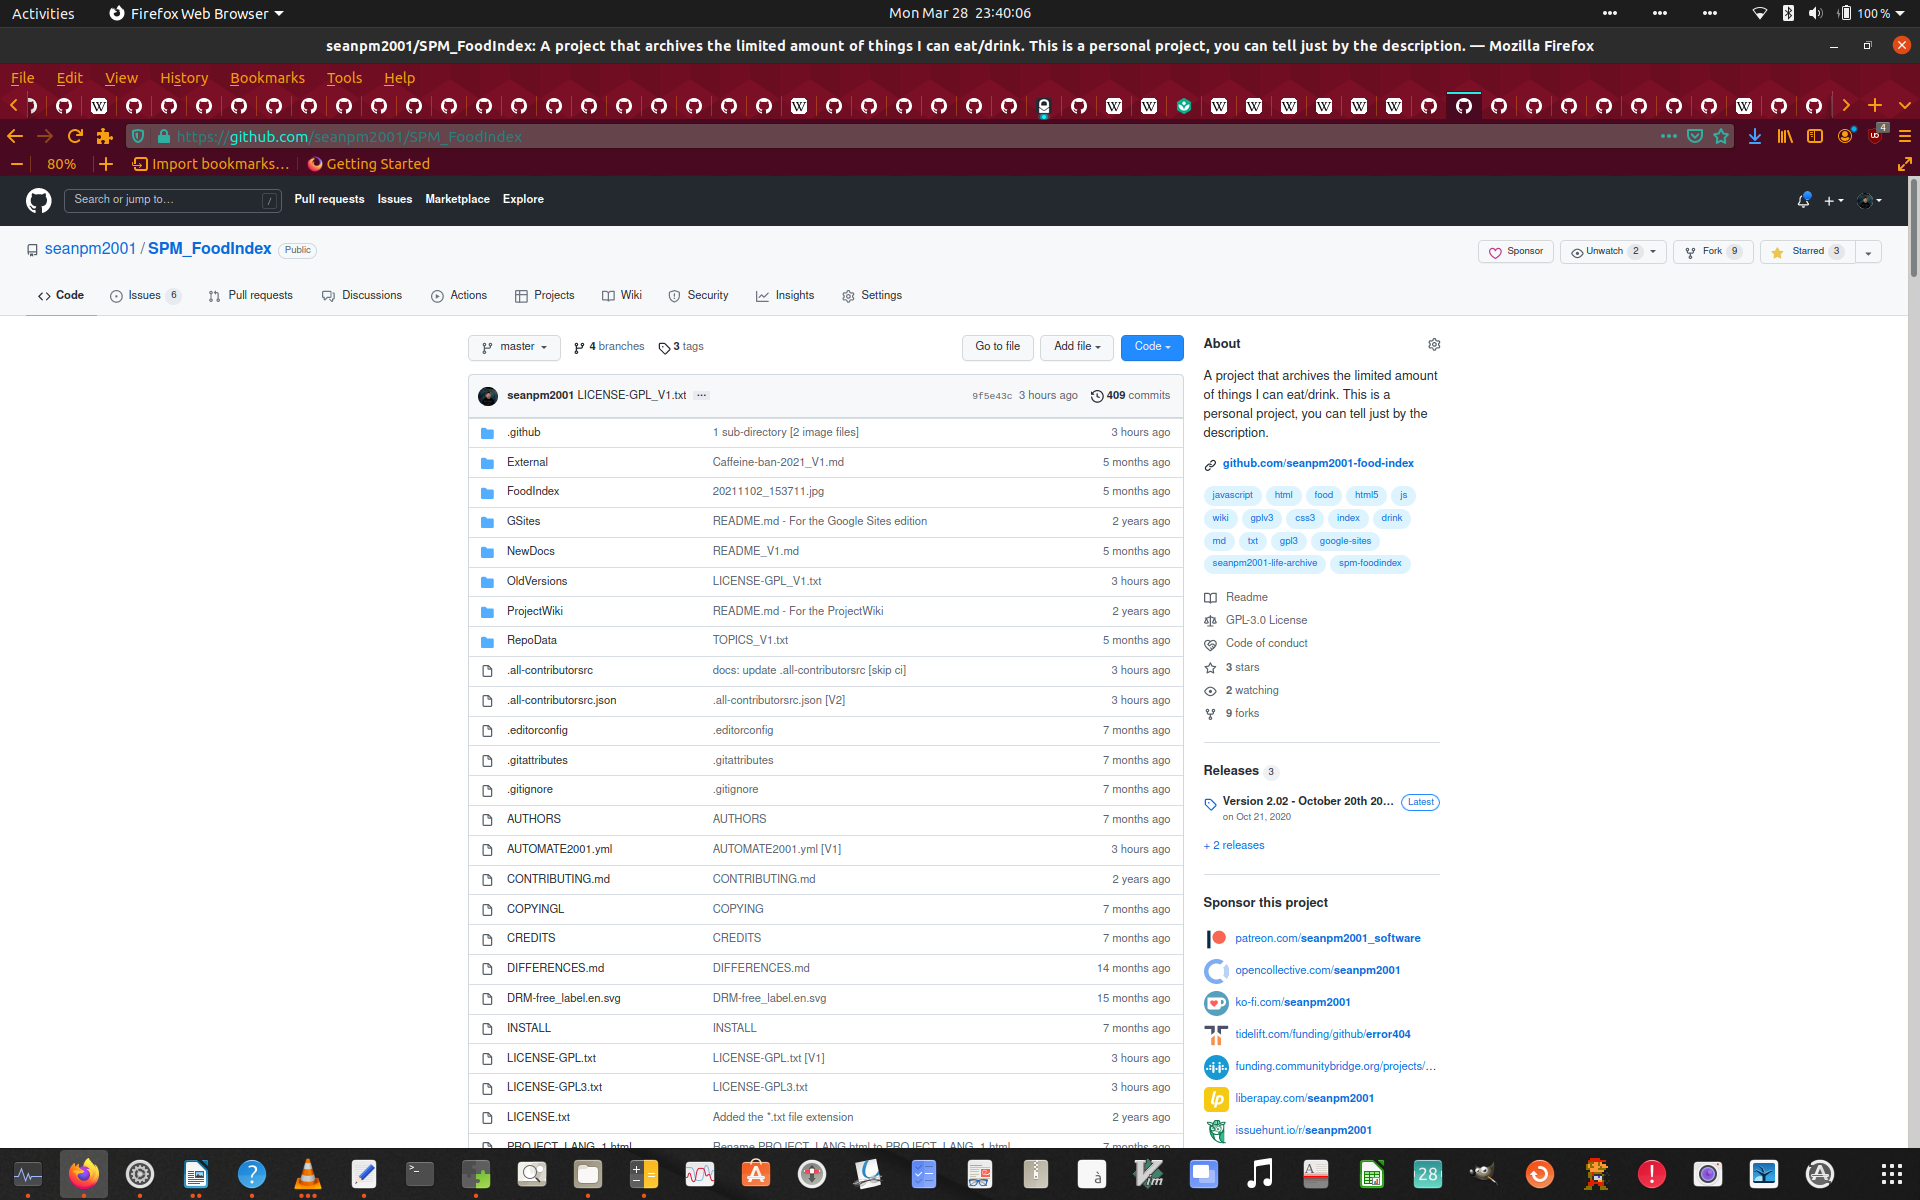 Activities Firefox Web Browser Mon Mar 28 23:40:06 100 %
seanpm2001/SPM_FoodIndex: A project that archives the limited amount of things I can eat/drink. This is a personal project, you can tell just by the description. — Mozilla Firefox
File Edit View History Bookmarks Tools Help
https://github.com/seanpm2001/SPM_FoodIndex 4
80% Import bookmarks... Getting Started
Search or jump to... / Pull requests Issues Marketplace Explore
seanpm2001 / SPM_FoodIndex Public Sponsor Unwatch 2 Fork 9 Starred 3
Code Issues 6 Pull requests Discussions Actions Projects Wiki Security Insights Settings
master 4 branches 3 tags Go to file Add file Code
seanpm2001 LICENSE-GPL_V1.txt ... 9f5e43c 3 hours ago 409 commits
.github 1 sub-directory [2 image files] 3 hours ago
External Caffeine-ban-2021_V1.md 5 months ago
FoodIndex 20211102_153711.jpg 5 months ago
GSites README.md - For the Google Sites edition 2 years ago
NewDocs README_V1.md 5 months ago
OldVersions LICENSE-GPL_V1.txt 3 hours ago
ProjectWiki README.md - For the ProjectWiki 2 years ago
RepoData TOPICS_V1.txt 5 months ago
.all-contributorsrc docs: update .all-contributorsrc [skip ci] 3 hours ago
.all-contributorsrc.json .all-contributorsrc.json [V2] 3 hours ago
.editorconfig .editorconfig 7 months ago
.gitattributes .gitattributes 7 months ago
.gitignore .gitignore 7 months ago
AUTHORS AUTHORS 7 months ago
AUTOMATE2001.yml AUTOMATE2001.yml [V1] 3 hours ago
CONTRIBUTING.md CONTRIBUTING.md 2 years ago
COPYINGL COPYING 7 months ago
CREDITS CREDITS 7 months ago
DIFFERENCES.md DIFFERENCES.md 14 months ago
DRM-free_label.en.svg DRM-free_label.en.svg 15 months ago
INSTALL INSTALL 7 months ago
LICENSE-GPL.txt LICENSE-GPL.txt [V1] 3 hours ago
LICENSE-GPL3.txt LICENSE-GPL3.txt 3 hours ago
LICENSE.txt Added the *.txt file extension 2 years ago
PROJECT_LANG_1.html Rename PROJECT_LANG.html to PROJECT_LANG_1.html 7 months ago
About
A project that archives the limited amount
of things I can eat/drink. This is a
personal project, you can tell just by the
description.
github.com/seanpm2001-food-index
javascript html food html5 js
wiki gplv3 css3 index drink
md txt gpl3 google-sites
seanpm2001-life-archive spm-foodindex
Readme
GPL-3.0 License
Code of conduct
3 stars
2 watching
9 forks
Releases 3
Version 2.02 - October 20th 20... Latest
on Oct 21, 2020
+ 2 releases
Sponsor this project
patreon.com/seanpm2001_software
opencollective.com/seanpm2001
ko-fi.com/seanpm2001
tidelift.com/funding/github/error404
funding.communitybridge.org/projects/...
liberapay.com/seanpm2001
issuehunt.io/r/seanpm2001
28